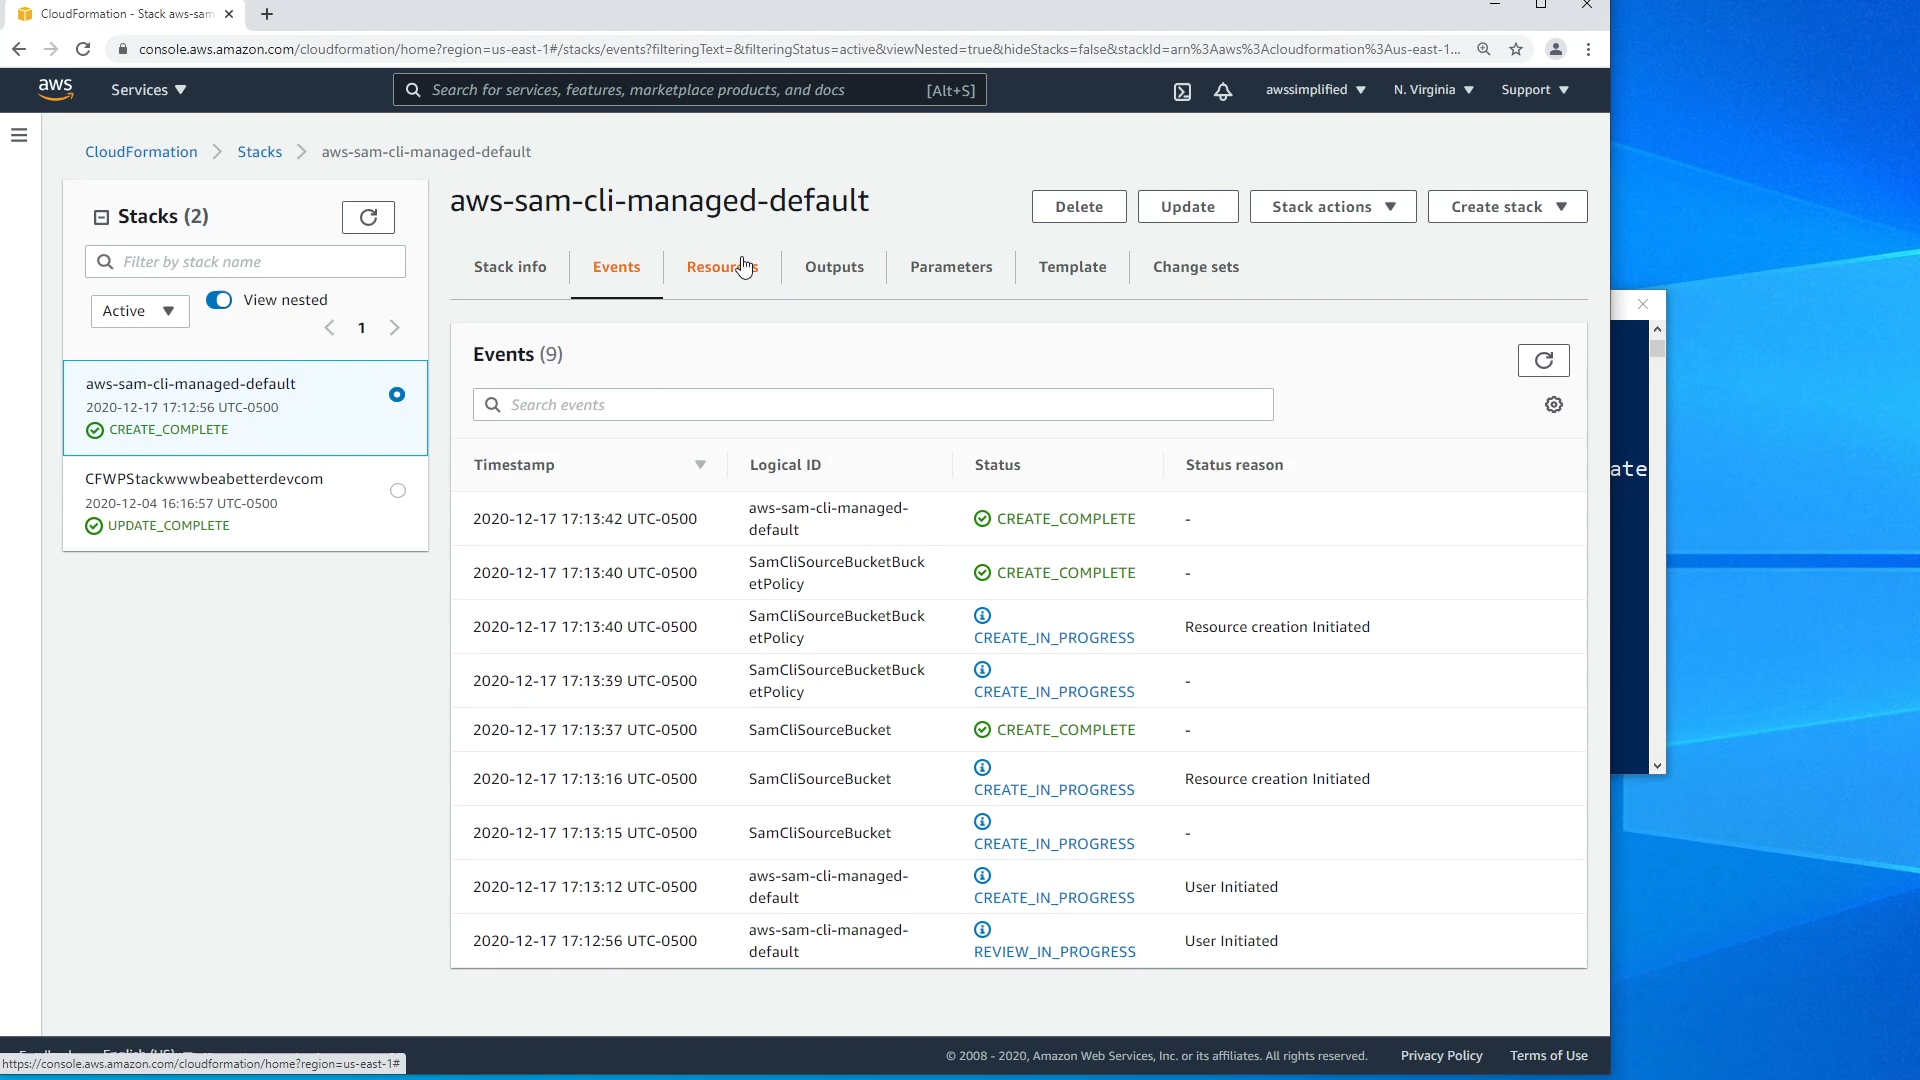 CloudFormation - Stack aws-sam
console.aws.amazon.com/cloudformation/home?region=us-east-1#/stacks/events?filteringText=&filteringStatus=active&viewNested=true&hideStacks=false&stackId=arn%3Aaws%3Acloudformation%3Aus-east-1...
aws
Services
Search for services, features, marketplace products, and docs
[Alt+S]
awssimplified
N. Virginia
Support
CloudFormation
Stacks
aws-sam-cli-managed-default
Stacks (2)
Filter by stack name
Active
View nested
1
aws-sam-cli-managed-default
2020-12-17 17:12:56 UTC-0500
CREATE_COMPLETE
CFWPStackwwwbeabetterdevcom
2020-12-04 16:16:57 UTC-0500
UPDATE_COMPLETE
aws-sam-cli-managed-default
Delete
Update
Stack actions
Create stack
Stack info
Events
Resources
Outputs
Parameters
Template
Change sets
Events (9)
Search events
Timestamp
Logical ID
Status
Status reason
2020-12-17 17:13:42 UTC-0500
aws-sam-cli-managed-
default
CREATE_COMPLETE
-
2020-12-17 17:13:40 UTC-0500
SamCliSourceBucketBuck
etPolicy
CREATE_COMPLETE
-
2020-12-17 17:13:40 UTC-0500
SamCliSourceBucketBuck
etPolicy
CREATE_IN_PROGRESS
Resource creation Initiated
2020-12-17 17:13:39 UTC-0500
SamCliSourceBucketBuck
etPolicy
CREATE_IN_PROGRESS
-
2020-12-17 17:13:37 UTC-0500
SamCliSourceBucket
CREATE_COMPLETE
-
2020-12-17 17:13:16 UTC-0500
SamCliSourceBucket
CREATE_IN_PROGRESS
Resource creation Initiated
2020-12-17 17:13:15 UTC-0500
SamCliSourceBucket
CREATE_IN_PROGRESS
-
2020-12-17 17:13:12 UTC-0500
aws-sam-cli-managed-
default
CREATE_IN_PROGRESS
User Initiated
2020-12-17 17:12:56 UTC-0500
aws-sam-cli-managed-
default
REVIEW_IN_PROGRESS
User Initiated
ate
https://console.aws.amazon.com/cloudformation/home?region=us-east-1#
© 2008 - 2020, Amazon Web Services, Inc. or its affiliates. All rights reserved.
Privacy Policy
Terms of Use